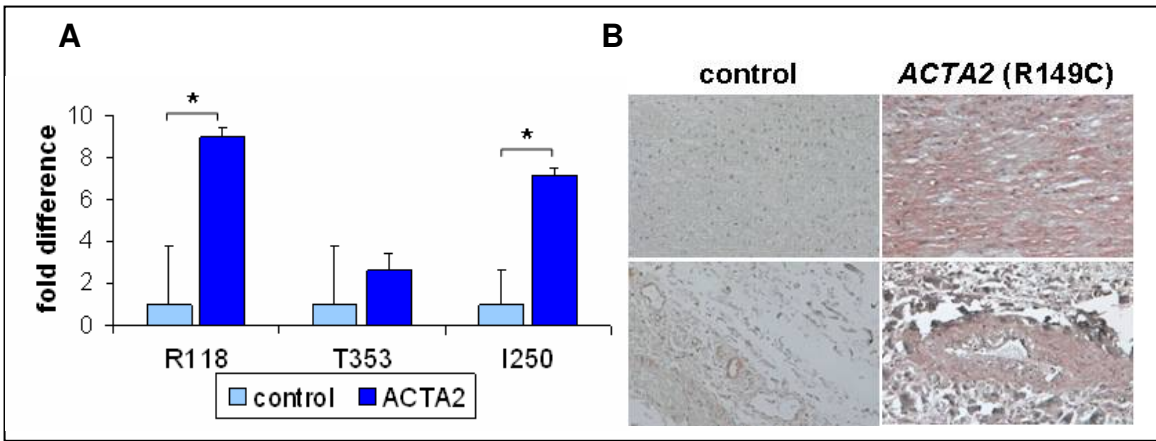 A
B
control
ACTA2 (R149C)
fold difference
10
8
6
4
2
0
*
*
R118
T353
I250
control
ACTA2